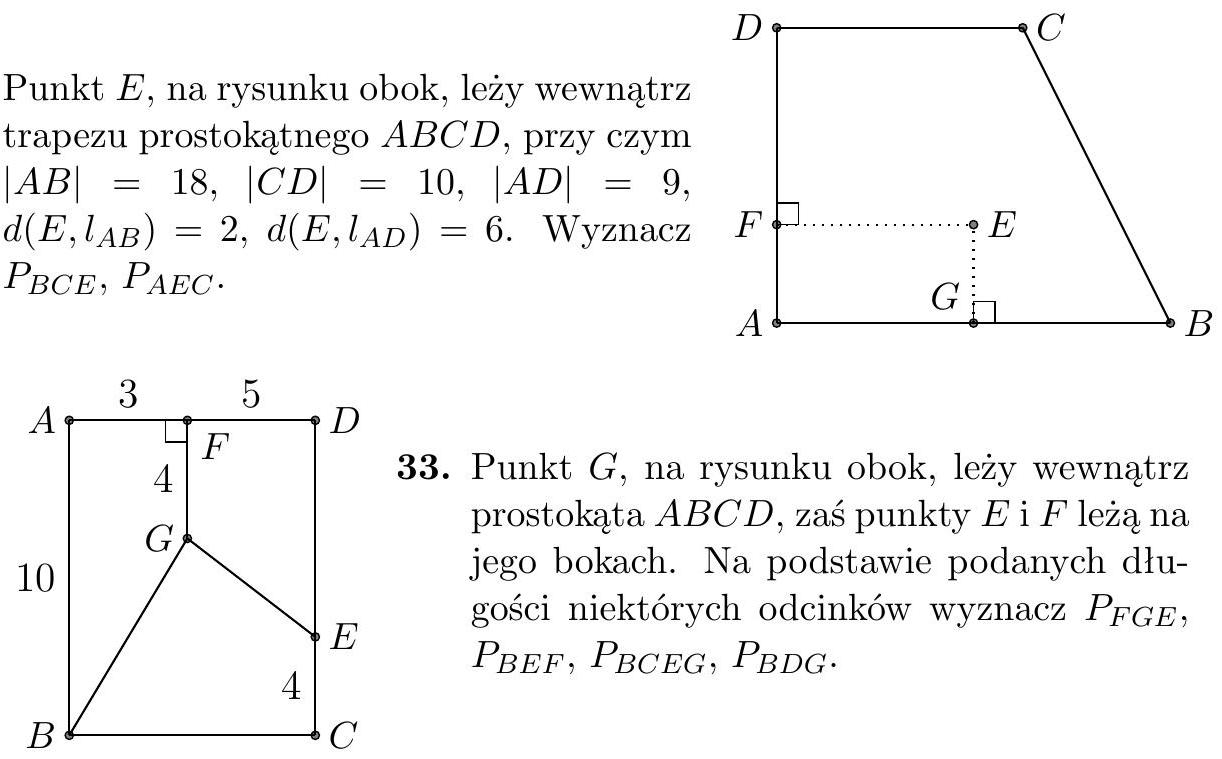 Punkt E, na rysunku obok, leży wewnątrz
trapezu prostokątnego ABCD, przy czym
|AB| = 18, |CD| = 10, |AD| = 9,
d(E, l_{AB}) = 2, d(E, l_{AD}) = 6. Wyznacz
P_{BCE}, P_{AEC}.
D C
F E
G
A B
3 5
A D
F
4
G
10
E
4
B C
33. Punkt G, na rysunku obok, leży wewnątrz
prostokąta ABCD, zaś punkty E i F leżą na
jego bokach. Na podstawie podanych dłu-
gości niektórych odcinków wyznacz P_{FGE},
P_{BEF}, P_{BCEG}, P_{BDG}.